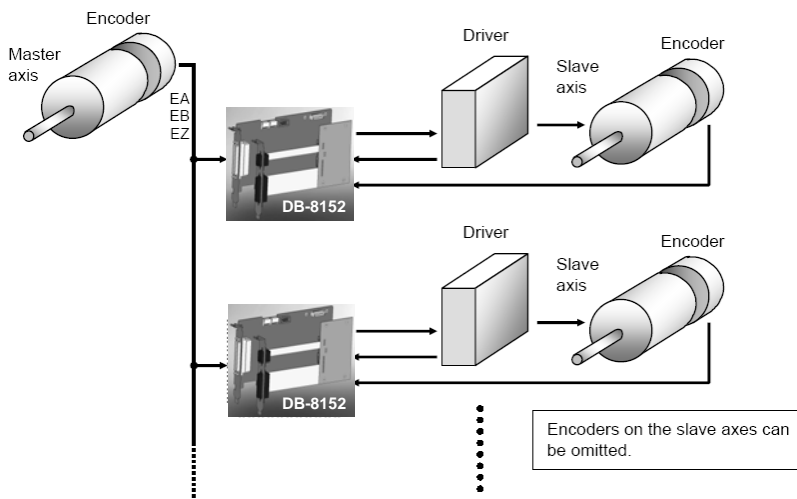 Encoder
Master
axis
EA
EB
EZ
Driver
Encoder
Slave
axis
DB-8152
Driver
Encoder
Slave
axis
DB-8152
Encoders on the slave axes can
be omitted.